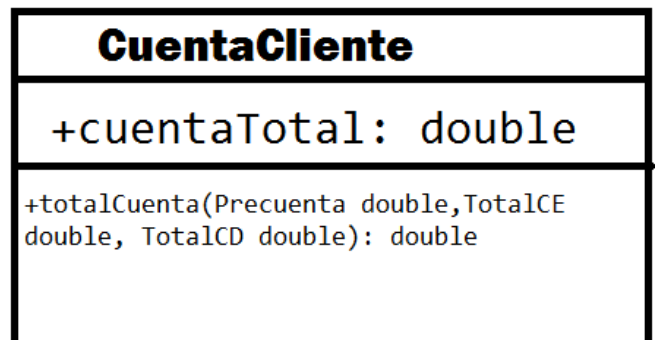 CuentaCliente
+cuentaTotal: double
+totalCuenta(Precuenta double,TotalCE
double, TotalCD double): double